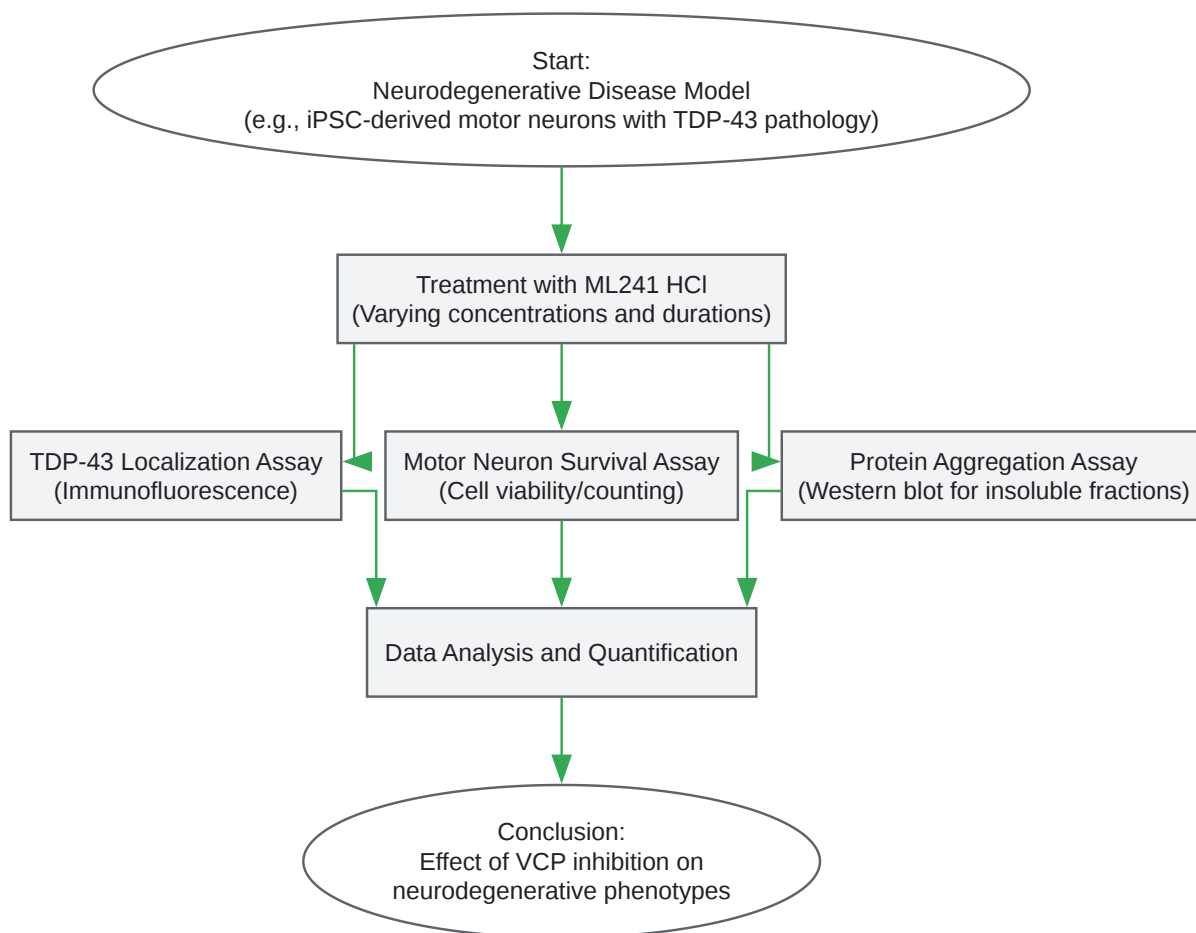 Start:
Neurodegenerative Disease Model
(e.g., iPSC-derived motor neurons with TDP-43 pathology)
Treatment with ML241 HCl
(Varying concentrations and durations)
TDP-43 Localization Assay
(Immunofluorescence)
Motor Neuron Survival Assay
(Cell viability/counting)
Protein Aggregation Assay
(Western blot for insoluble fractions)
Data Analysis and Quantification
Conclusion:
Effect of VCP inhibition on
neurodegenerative phenotypes